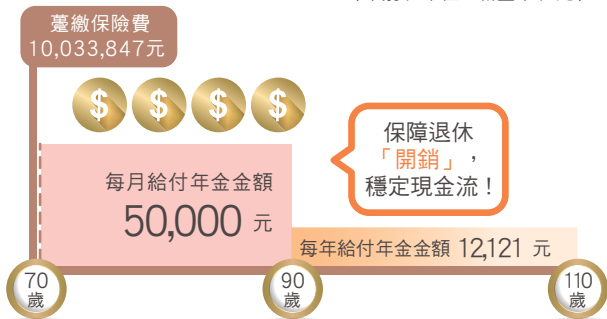 躉繳保險費
10,033,847元
$ $ $ $
保障退休
「開銷」，
穩定現金流！
每月給付年金金額
50,000 元
每年給付年金金額 12,121 元
70
歲
90
歲
110
歲